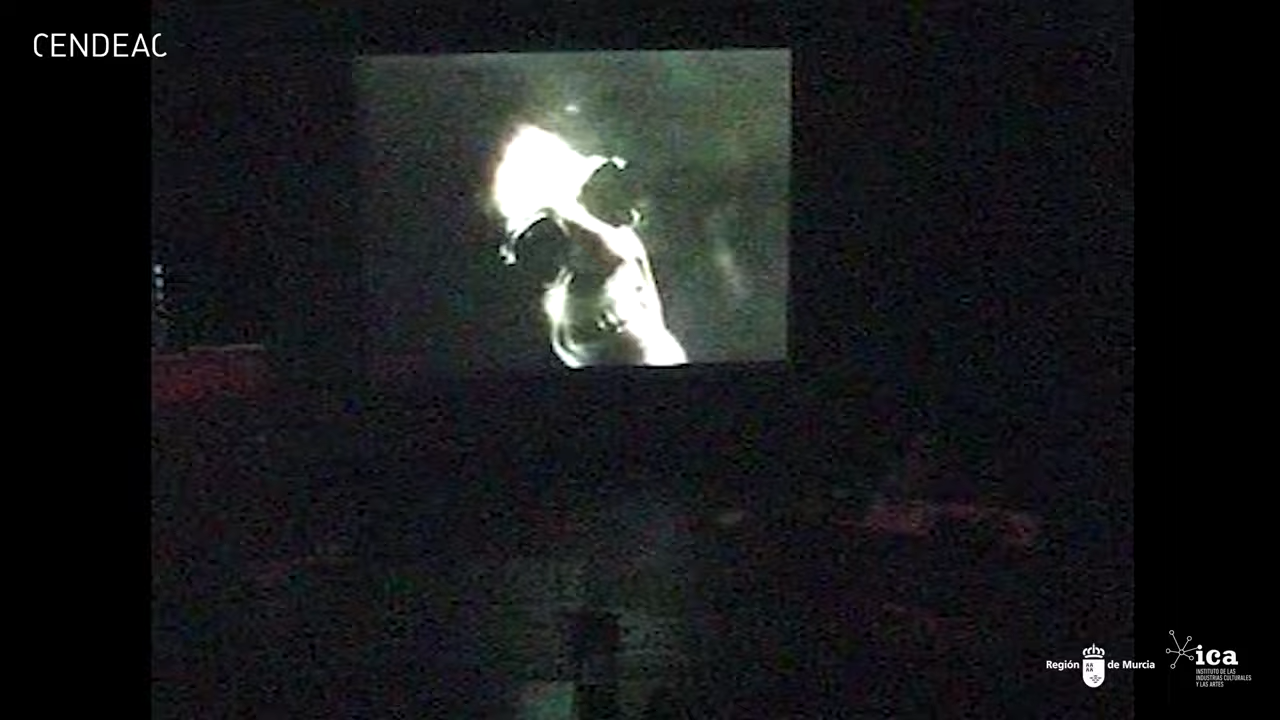 CENDEAC
Región de Murcia
ica
INSTITUTO DE LAS
INDUSTRIAS CULTURALES
Y LAS ARTES